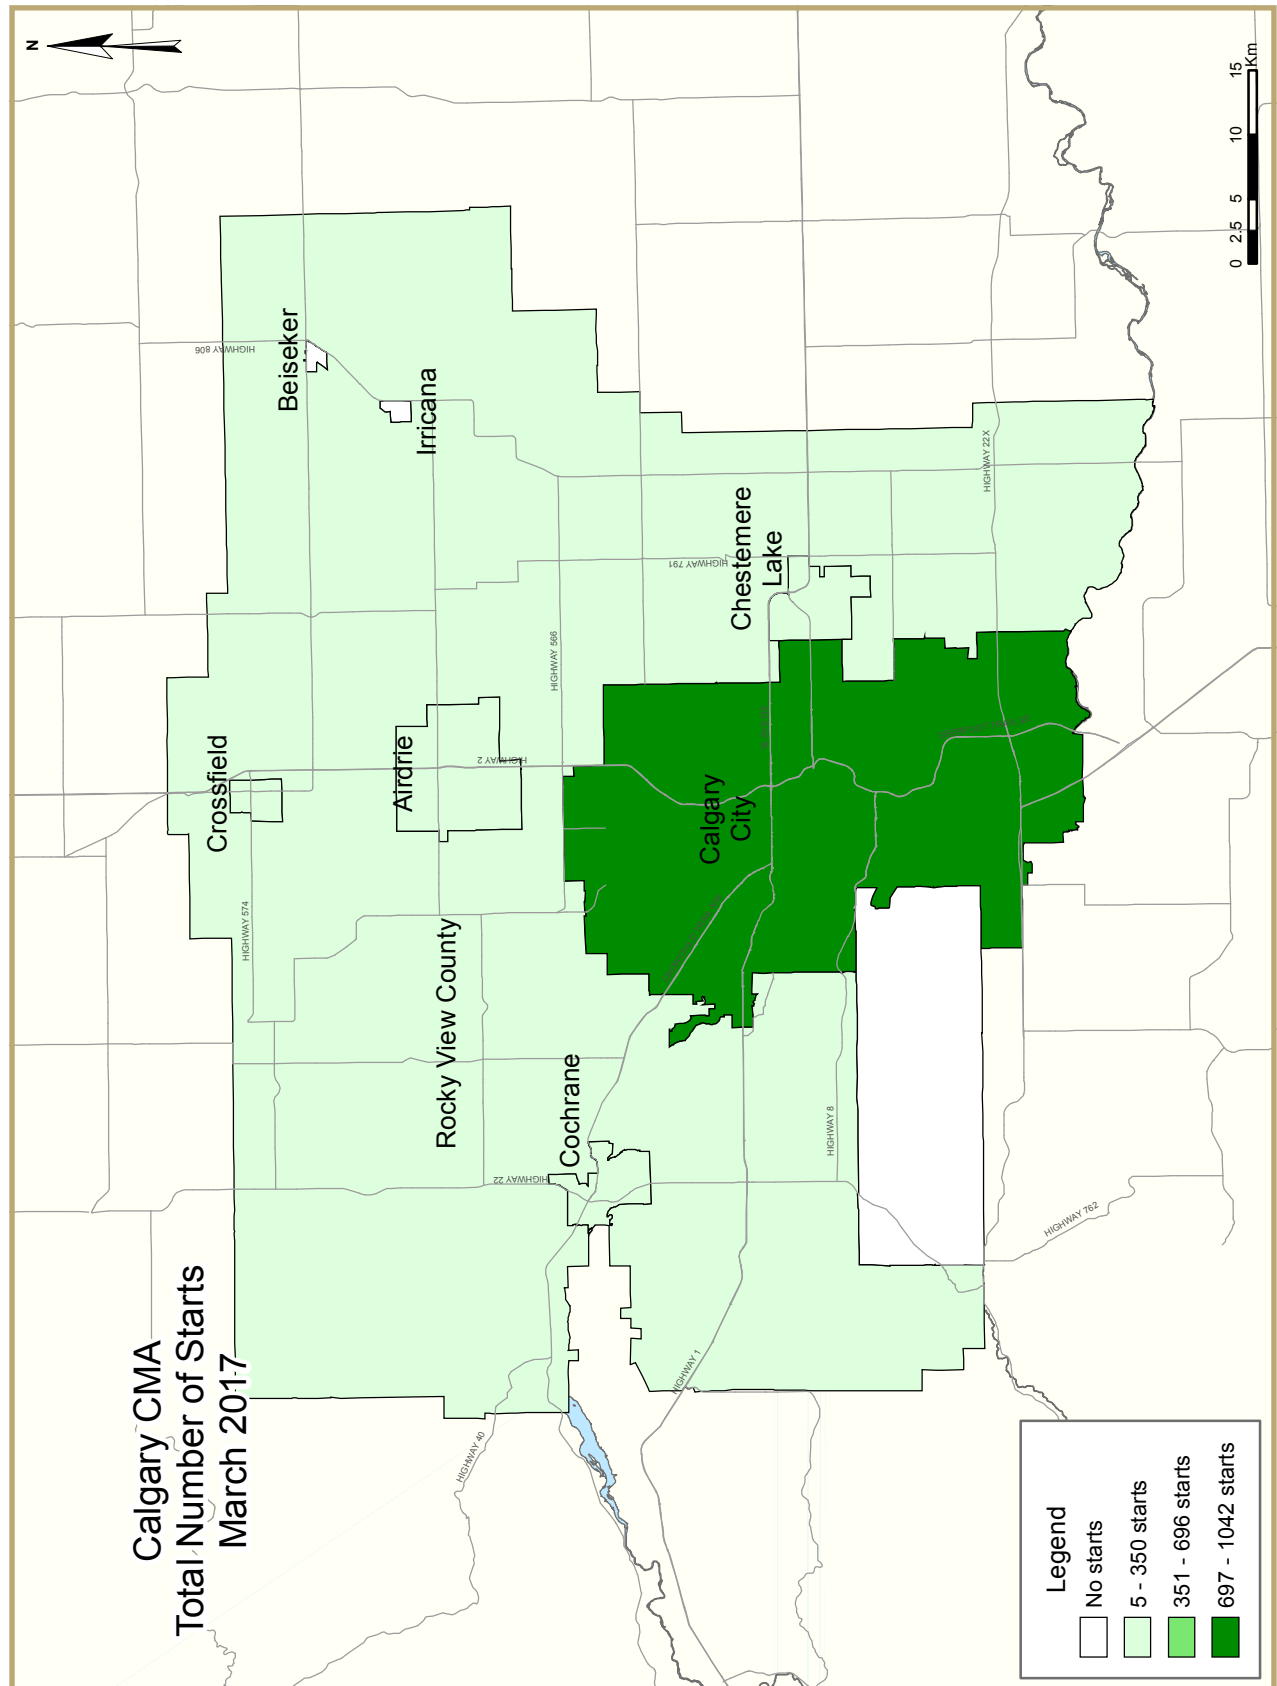 Calgary CMA
Total Number of Starts
March 2017
N
Crossfield
Beiseker
HIGHWAY 806
Irricana
HIGHWAY 574
Airdrie
HIGHWAY 2
Rocky View County
HIGHWAY 566
Cochrane
HIGHWAY 22
HIGHWAY 40
Chestemere
Lake
HIGHWAY 791
Calgary
City
HIGHWAY 1
HIGHWAY 8
HIGHWAY 22X
HIGHWAY 762
Legend
No starts
5 - 350 starts
351 - 696 starts
697 - 1042 starts
0 2.5 5 10 15
Km